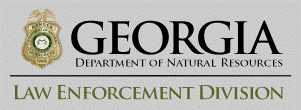 GEORGIA
DEPARTMENT OF NATURAL RESOURCES
LAW ENFORCEMENT DIVISION